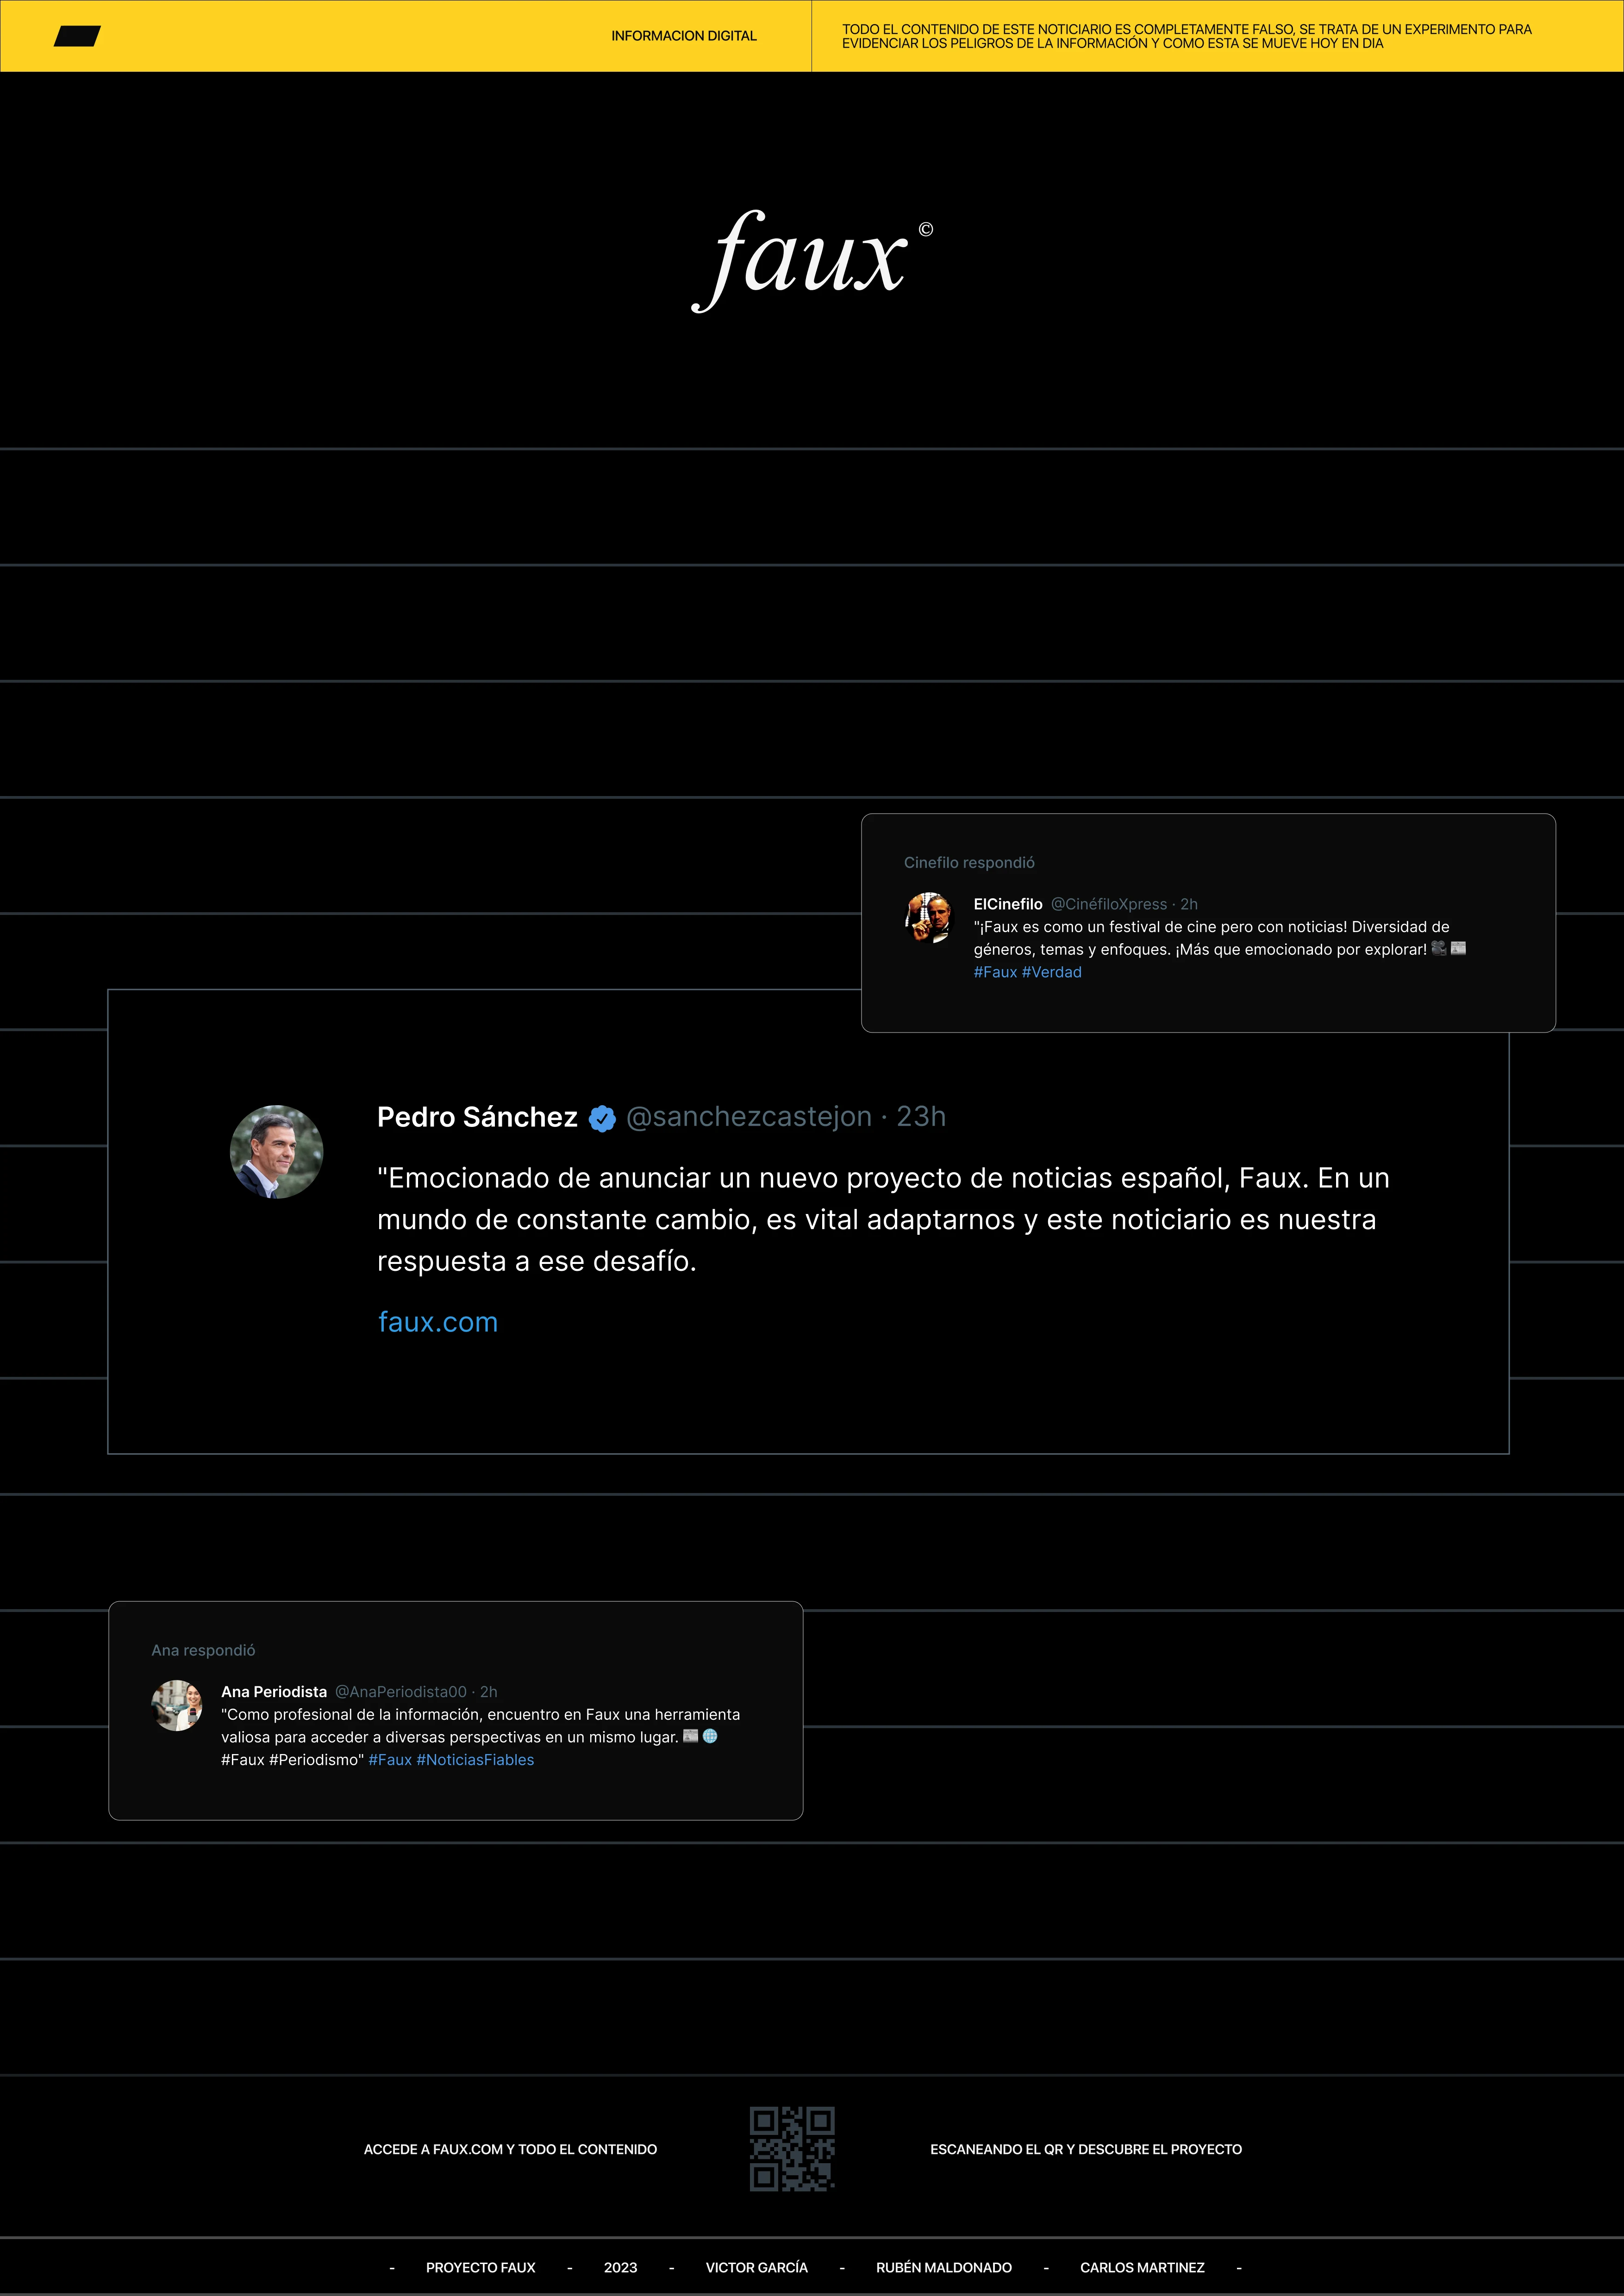 INFORMACION DIGITAL
TODO EL CONTENIDO DE ESTE NOTICIARIO ES COMPLETAMENTE FALSO, SE TRATA DE UN EXPERIMENTO PARA
EVIDENCIAR LOS PELIGROS DE LA INFORMACIÓN Y COMO ESTA SE MUEVE HOY EN DIA
faux ©
Cinefilo respondió
ElCinefilo @CinéfiloXpress · 2h
"¡Faux es como un festival de cine pero con noticias! Diversidad de
géneros, temas y enfoques. ¡Más que emocionado por explorar! 🎥 📰
#Faux #Verdad
Pedro Sánchez @sanchezcastejon · 23h
"Emocionado de anunciar un nuevo proyecto de noticias español, Faux. En un
mundo de constante cambio, es vital adaptarnos y este noticiario es nuestra
respuesta a ese desafío.
faux.com
Ana respondió
Ana Periodista @AnaPeriodista00 · 2h
"Como profesional de la información, encuentro en Faux una herramienta
valiosa para acceder a diversas perspectivas en un mismo lugar. 📰 🌐
#Faux #Periodismo" #Faux #NoticiasFiables
ACCEDE A FAUX.COM Y TODO EL CONTENIDO
ESCANEANDO EL QR Y DESCUBRE EL PROYECTO
- PROYECTO FAUX - 2023 - VICTOR GARCÍA - RUBÉN MALDONADO - CARLOS MARTINEZ -